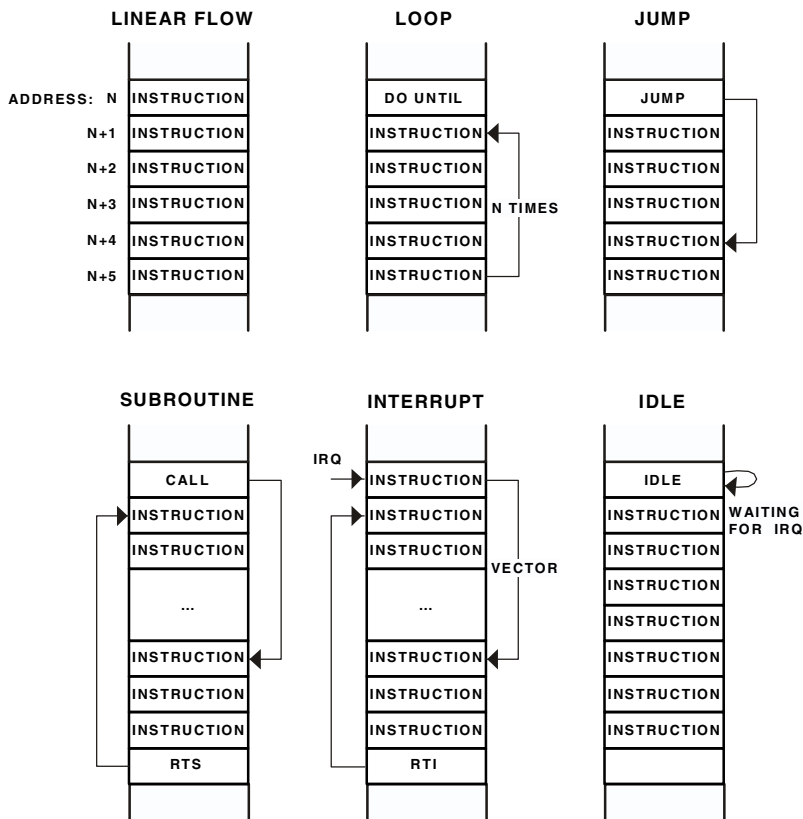 LINEAR FLOW
ADDRESS: N
INSTRUCTION
N+1
INSTRUCTION
N+2
INSTRUCTION
N+3
INSTRUCTION
N+4
INSTRUCTION
N+5
INSTRUCTION
LOOP
DO UNTIL
INSTRUCTION
INSTRUCTION
INSTRUCTION
INSTRUCTION
INSTRUCTION
N TIMES
JUMP
JUMP
INSTRUCTION
INSTRUCTION
INSTRUCTION
INSTRUCTION
INSTRUCTION
SUBROUTINE
CALL
INSTRUCTION
INSTRUCTION
...
INSTRUCTION
INSTRUCTION
INSTRUCTION
RTS
INTERRUPT
IRQ
INSTRUCTION
INSTRUCTION
INSTRUCTION
VECTOR
...
INSTRUCTION
INSTRUCTION
INSTRUCTION
RTI
IDLE
IDLE
WAITING
FOR IRQ
INSTRUCTION
INSTRUCTION
INSTRUCTION
INSTRUCTION
INSTRUCTION
INSTRUCTION
INSTRUCTION